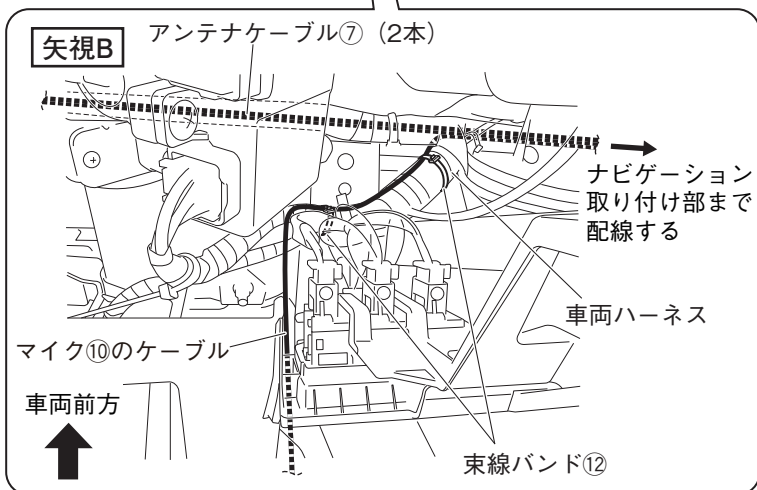 矢視B
アンテナケーブル⑦（2本）
ナビゲーション
取り付け部まで
配線する
車両ハーネス
マイク⑩のケーブル
車両前方
束線バンド⑫